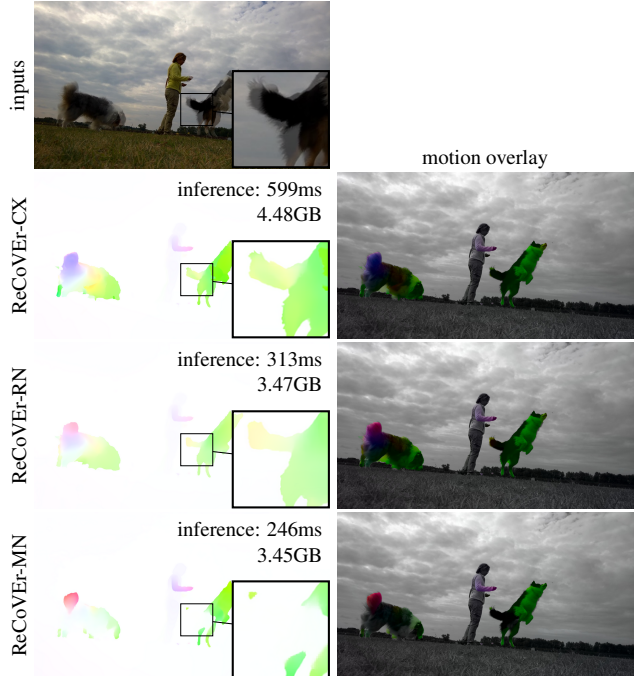 inputs
motion overlay
ReCoVEr-CX
inference: 599ms
4.48GB
ReCoVEr-RN
inference: 313ms
3.47GB
ReCoVEr-MN
inference: 246ms
3.45GB